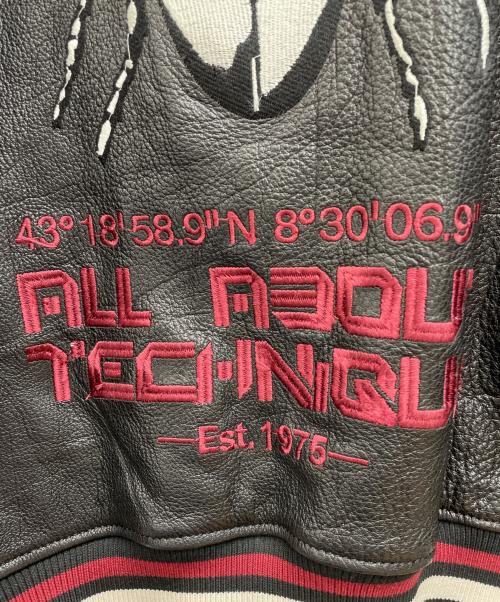 43° 18' 58.9"N 8° 30' 06.9"
ALL ABOU
TECHNiQU
—Est. 1975—